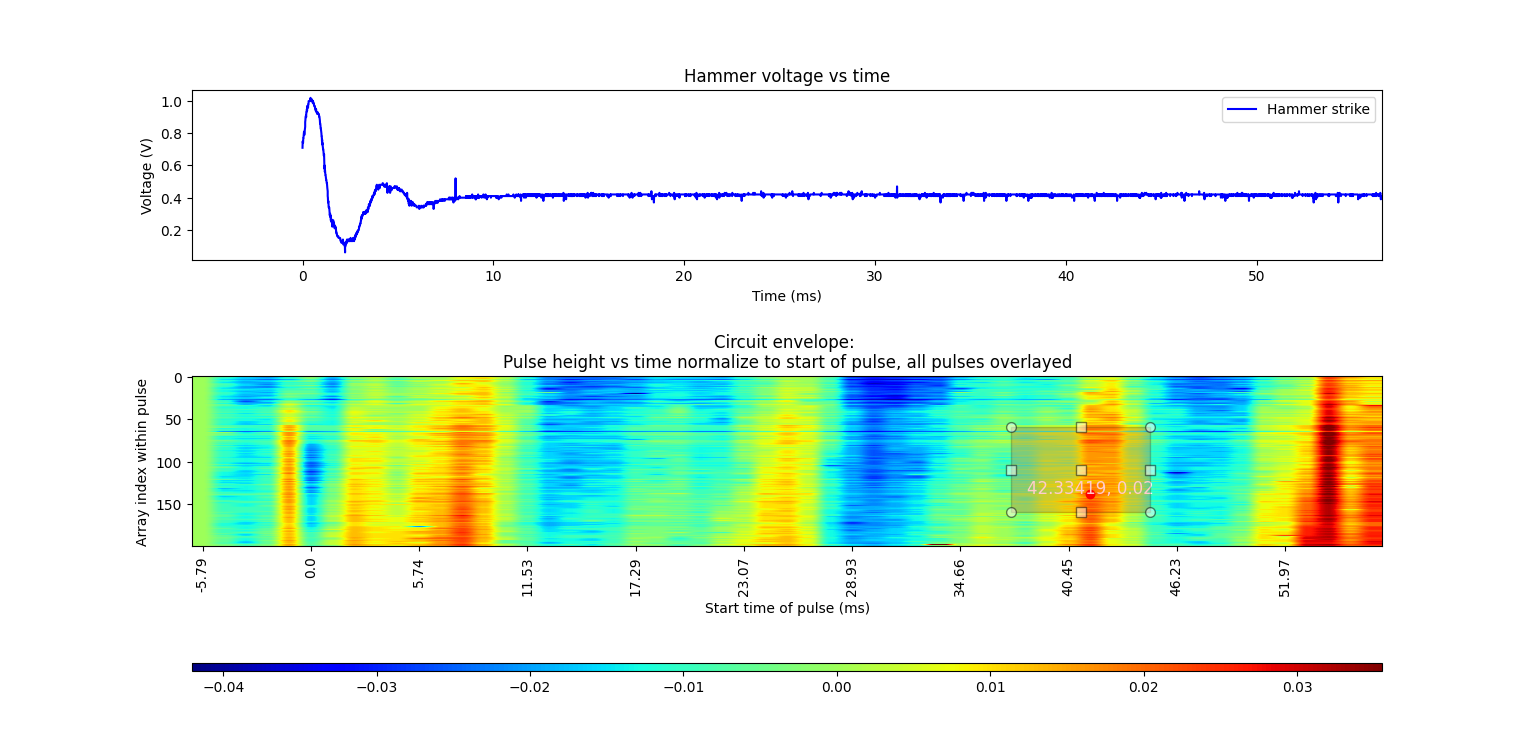 Hammer voltage vs time
Voltage (V)
1.0
0.8
0.6
0.4
0.2
Hammer strike
0 10 20 30 40 50
Time (ms)
Circuit envelope:
Pulse height vs time normalize to start of pulse, all pulses overlayed
Array index within pulse
0
50
100
150
42.33419, 0.02
-5.79 0.0 5.74 11.53 17.29 23.07 28.93 34.66 40.45 46.23 51.97
Start time of pulse (ms)
−0.04 −0.03 −0.02 −0.01 0.00 0.01 0.02 0.03